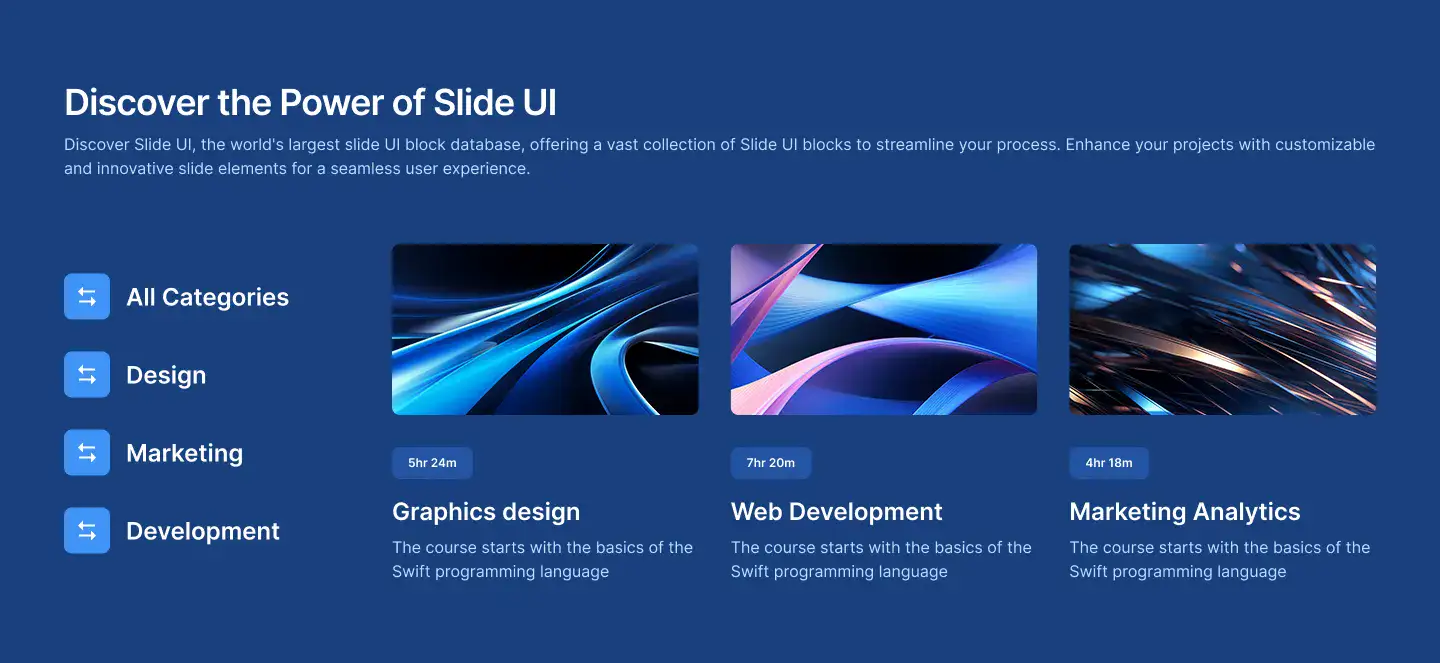 Discover the Power of Slide UI
Discover Slide UI, the world's largest slide UI block database, offering a vast collection of Slide UI blocks to streamline your process. Enhance your projects with customizable
and innovative slide elements for a seamless user experience.
All Categories
Design
Marketing
Development
5hr 24m
Graphics design
The course starts with the basics of the
Swift programming language
7hr 20m
Web Development
The course starts with the basics of the
Swift programming language
4hr 18m
Marketing Analytics
The course starts with the basics of the
Swift programming language